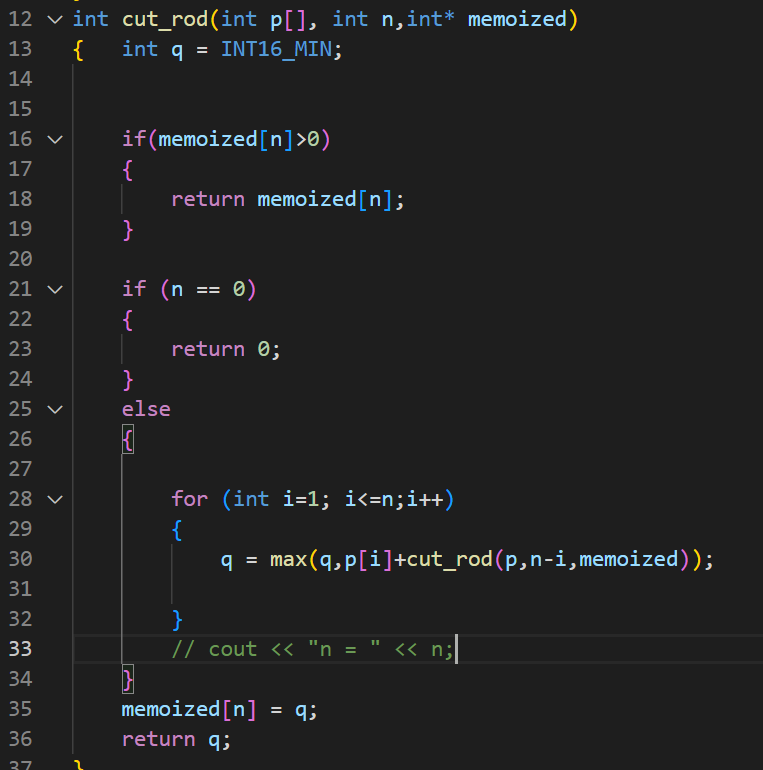 12 int cut_rod(int p[], int n,int* memoized)
13 {   int q = INT16_MIN;
14
15
16     if(memoized[n]>0)
17     {
18         return memoized[n];
19     }
20
21     if (n == 0)
22     {
23         return 0;
24     }
25     else
26     {
27
28         for (int i=1; i<=n;i++)
29         {
30             q = max(q,p[i]+cut_rod(p,n-i,memoized));
31
32         }
33         // cout << "n = " << n;
34     }
35     memoized[n] = q;
36     return q;
37 }